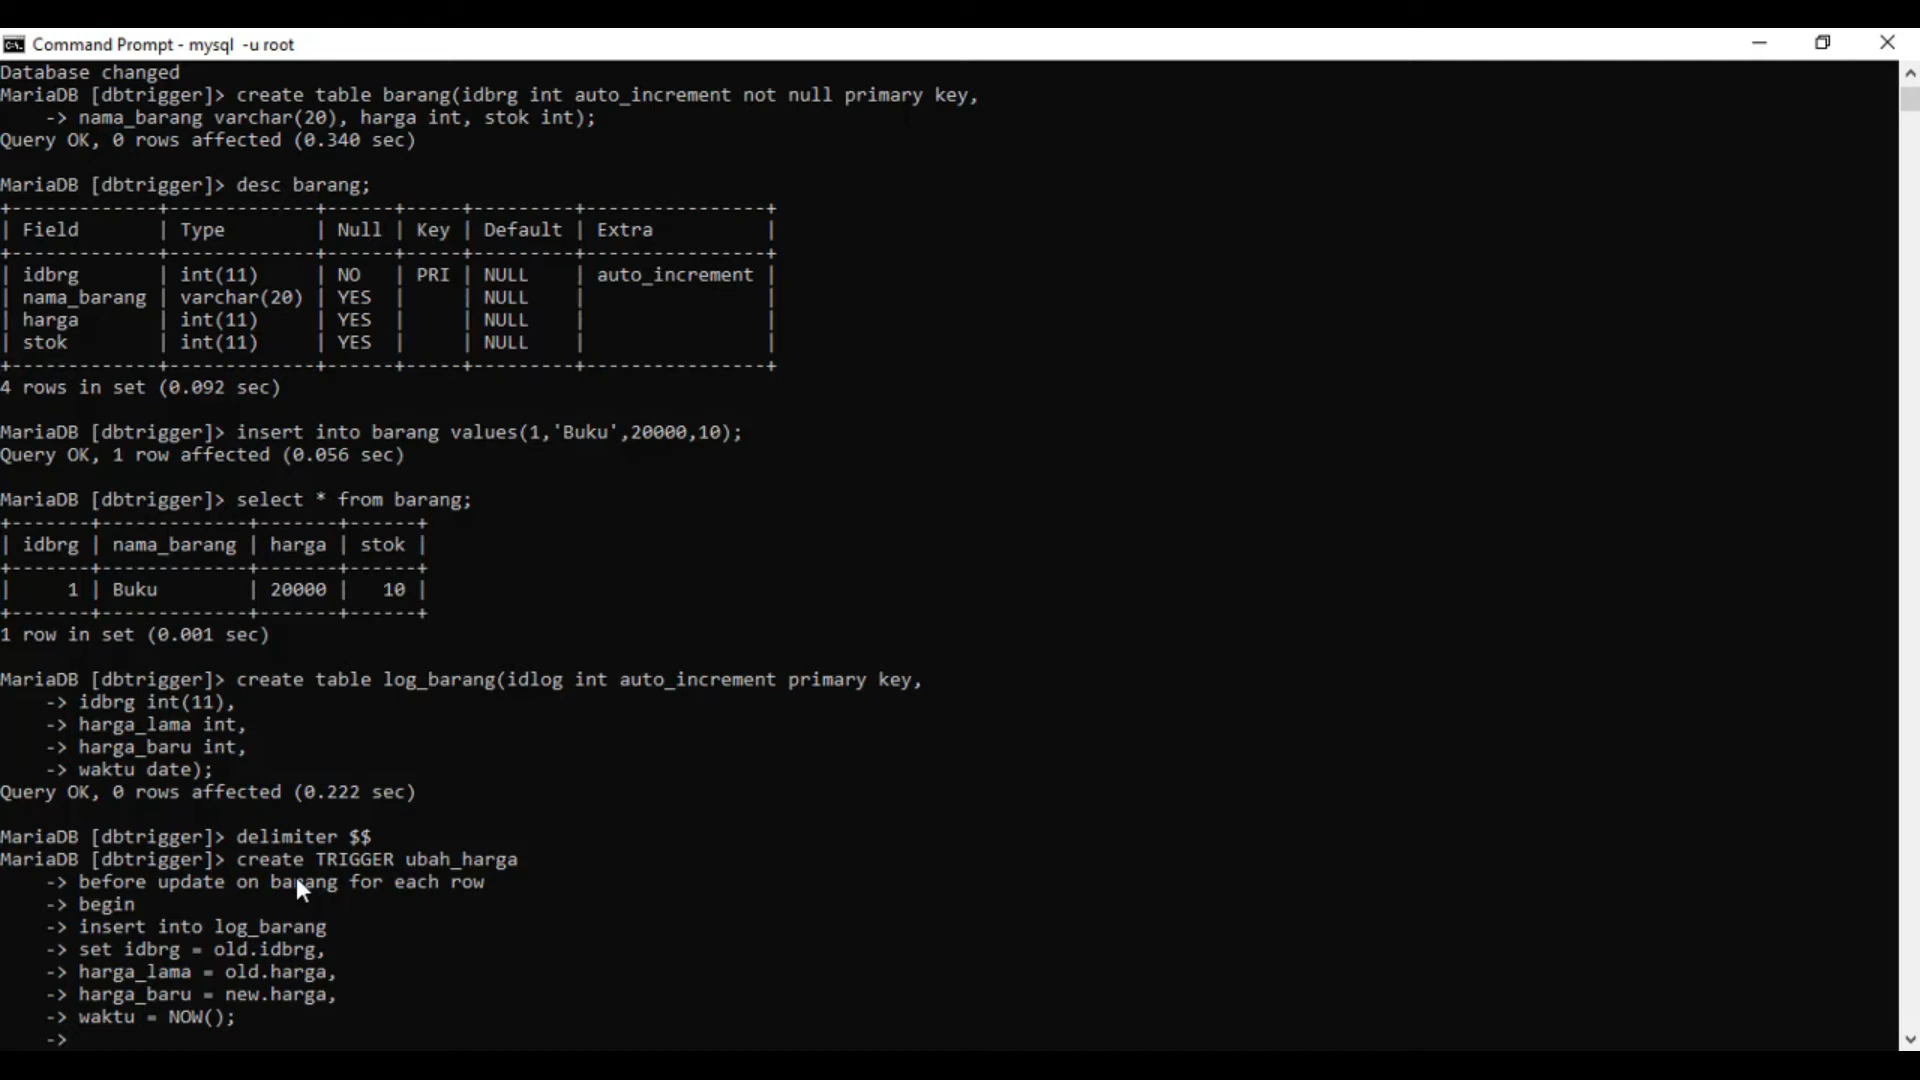 Command Prompt - mysql  -u root
Database changed
MariaDB [dbtrigger]> create table barang(idbrg int auto_increment not null primary key,
    -> nama_barang varchar(20), harga int, stok int);
Query OK, 0 rows affected (0.340 sec)

MariaDB [dbtrigger]> desc barang;
+-------------+-------------+------+-----+---------+----------------+
| Field       | Type        | Null | Key | Default | Extra          |
+-------------+-------------+------+-----+---------+----------------+
| idbrg       | int(11)     | NO   | PRI | NULL    | auto_increment |
| nama_barang | varchar(20) | YES  |     | NULL    |                |
| harga       | int(11)     | YES  |     | NULL    |                |
| stok        | int(11)     | YES  |     | NULL    |                |
+-------------+-------------+------+-----+---------+----------------+
4 rows in set (0.092 sec)

MariaDB [dbtrigger]> insert into barang values(1,'Buku',20000,10);
Query OK, 1 row affected (0.056 sec)

MariaDB [dbtrigger]> select * from barang;
+-------+-------------+-------+------+
| idbrg | nama_barang | harga | stok |
+-------+-------------+-------+------+
|     1 | Buku        | 20000 |   10 |
+-------+-------------+-------+------+
1 row in set (0.001 sec)

MariaDB [dbtrigger]> create table log_barang(idlog int auto_increment primary key,
    -> idbrg int(11),
    -> harga_lama int,
    -> harga_baru int,
    -> waktu date);
Query OK, 0 rows affected (0.222 sec)

MariaDB [dbtrigger]> delimiter $$
MariaDB [dbtrigger]> create TRIGGER ubah_harga
    -> before update on barang for each row
    -> begin
    -> insert into log_barang
    -> set idbrg = old.idbrg,
    -> harga_lama = old.harga,
    -> harga_baru = new.harga,
    -> waktu = NOW();
    ->